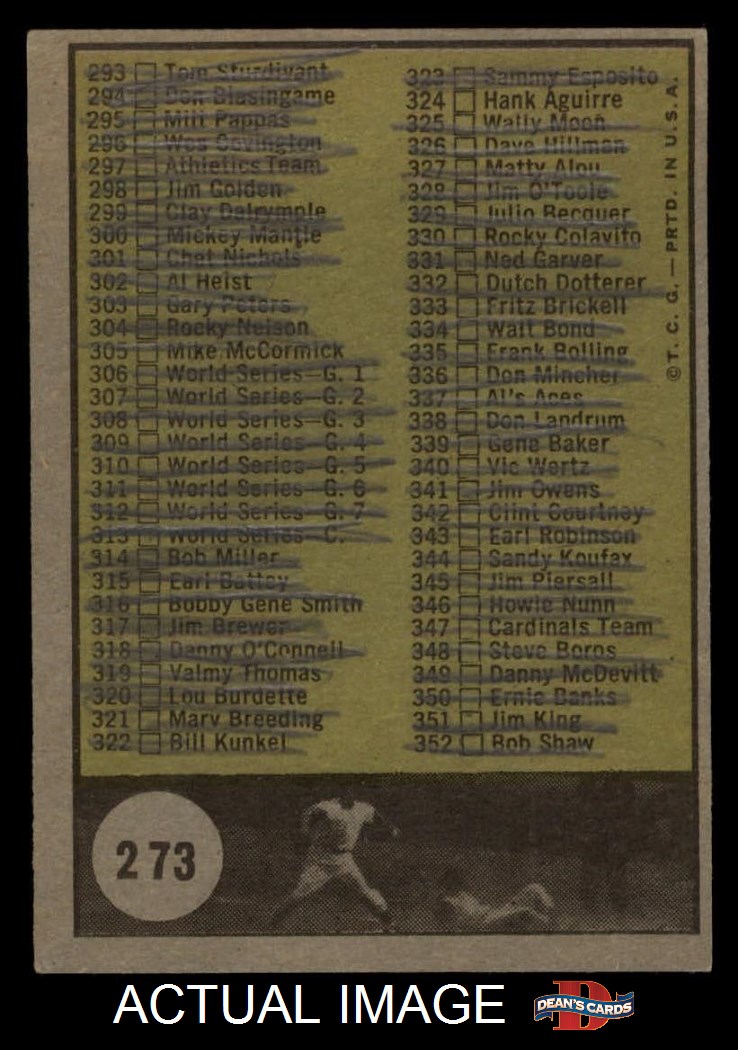 293 Tom Sturdivant
294 Don Blasingame
295 Milt Pappas
296 Wes Covington
297 Athletics Team
298 Jim Golden
299 Clay Dalrymple
300 Mickey Mantle
301 Chet Nichols
302 Al Heist
303 Gary Peters
304 Rocky Nelson
305 Mike McCormick
306 World Series—G. 1
307 World Series—G. 2
308 World Series—G. 3
309 World Series—G. 4
310 World Series—G. 5
311 World Series—G. 6
312 World Series—G. 7
313 World Series—C.
314 Bob Miller
315 Earl Battey
316 Bobby Gene Smith
317 Jim Brewer
318 Danny O'Connell
319 Valmy Thomas
320 Lou Burdette
321 Marv Breeding
322 Bill Kunkel
323 Sammy Esposito
324 Hank Aguirre
325 Wally Moon
326 Dave Hillman
327 Matty Alou
328 Jim O'Toole
329 Julio Becquer
330 Rocky Colavito
331 Ned Garver
332 Dutch Dotterer
333 Fritz Brickell
334 Walt Bond
335 Frank Bolling
336 Don Mincher
337 Al's Aces
338 Don Landrum
339 Gene Baker
340 Vic Wertz
341 Jim Owens
342 Clint Courtney
343 Earl Robinson
344 Sandy Koufax
345 Jim Piersall
346 Howie Nunn
347 Cardinals Team
348 Steve Boros
349 Danny McDevitt
350 Ernie Banks
351 Jim King
352 Bob Shaw
©T. C. G. — PRTD. IN U.S.A.
273
ACTUAL IMAGE
D
DEAN'S CARDS